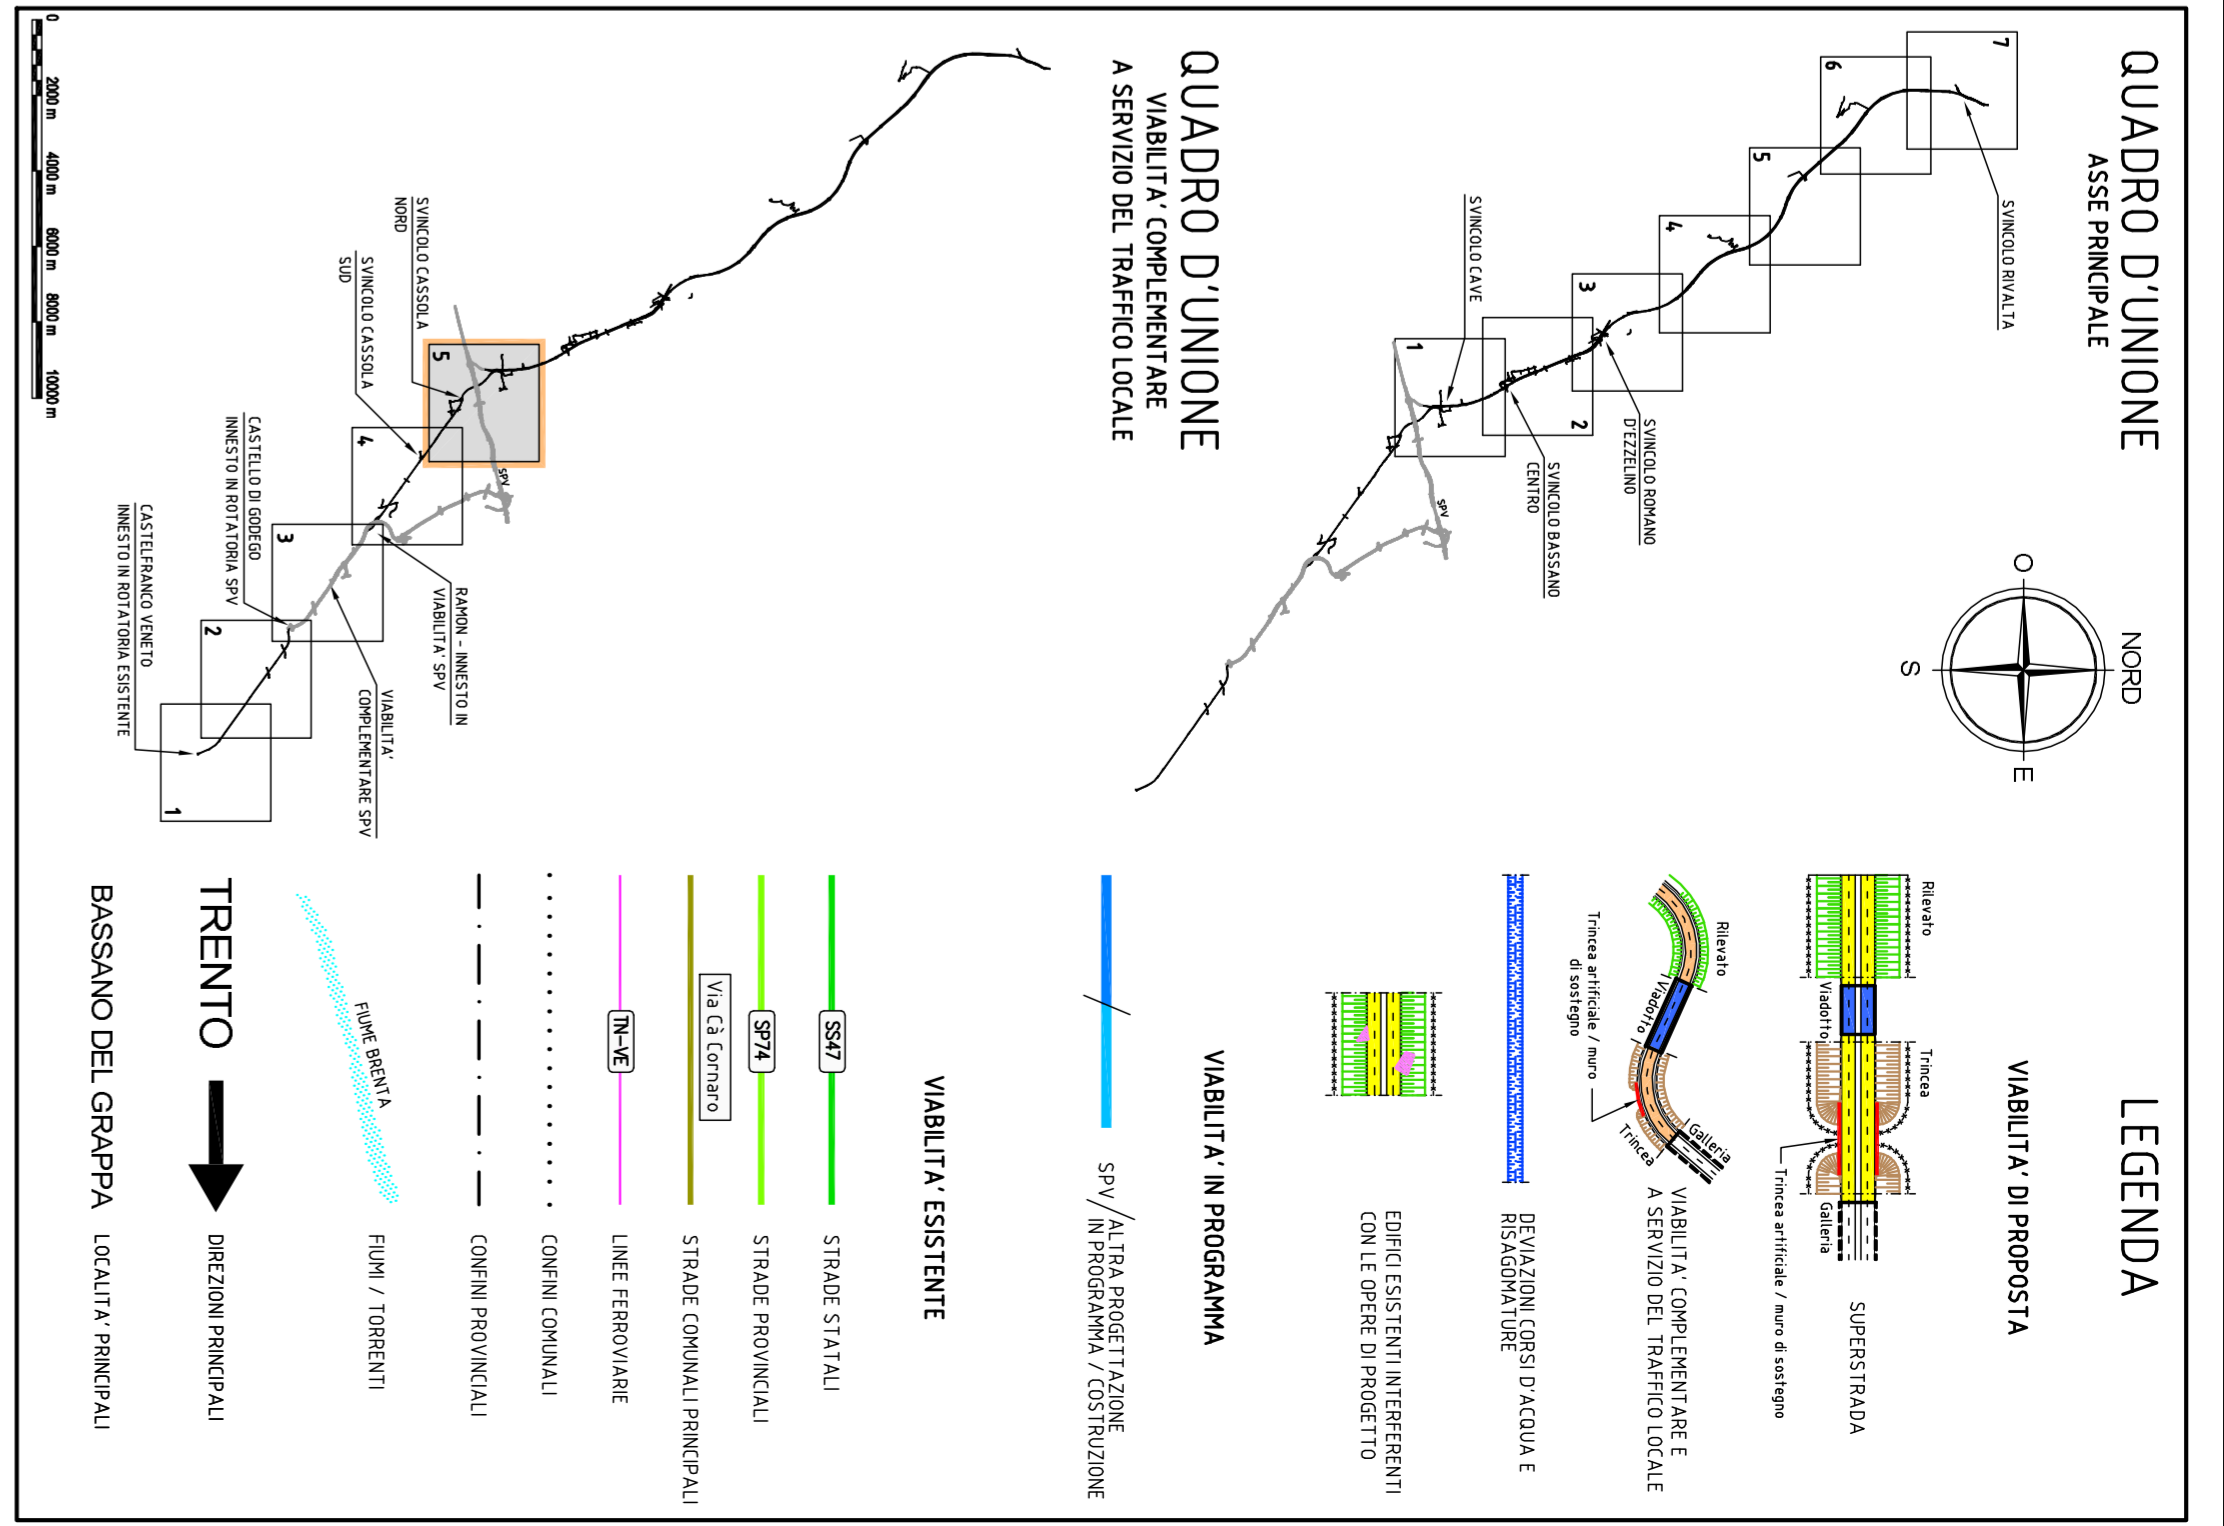 QUADRO D'UNIONE
ASSE PRINCIPALE
7
6
5
4
3
2
1
SVINCOLO RIVALTA
SVINCOLO ROMANO
D'EZZELINO
SVINCOLO BASSANO
CENTRO
SVINCOLO CAVE
SPV
NORD
O
E
S
QUADRO D'UNIONE
VIABILITA' COMPLEMENTARE
A SERVIZIO DEL TRAFFICO LOCALE
SVINCOLO CASSOLA
NORD
SVINCOLO CASSOLA
SUD
5
4
3
2
1
SPV
RAMON - INNESTO IN
VIABILITA' SPV
VIABILITA'
COMPLEMENTARE SPV
CASTELLO DI GODEGO
INNESTO IN ROTATORIA SPV
CASTELFRANCO VENETO
INNESTO IN ROTATORIA ESISTENTE
0
2000 m
4000 m
6000 m
8000 m
10000 m
LEGENDA
VIABILITA' DI PROPOSTA
Rilevato
Viadotto
Trincea
Galleria
Trincea artificiale / muro di sostegno
SUPERSTRADA
Rilevato
Viadotto
Trincea artificiale / muro
di sostegno
Trincea
Galleria
VIABILITA' COMPLEMENTARE E
A SERVIZIO DEL TRAFFICO LOCALE
DEVIAZIONI CORSI D'ACQUA E
RISAGOMATURE
EDIFICI ESISTENTI INTERFERENTI
CON LE OPERE DI PROGETTO
VIABILITA' IN PROGRAMMA
SPV / ALTRA PROGETTAZIONE
IN PROGRAMMA / COSTRUZIONE
VIABILITA' ESISTENTE
SS47
STRADE STATALI
SP74
STRADE PROVINCIALI
Via Cà Cornaro
STRADE COMUNALI PRINCIPALI
TN-VE
LINEE FERROVIARIE
CONFINI COMUNALI
CONFINI PROVINCIALI
FIUME BRENTA
FIUMI / TORRENTI
TRENTO
DIREZIONI PRINCIPALI
BASSANO DEL GRAPPA
LOCALITA' PRINCIPALI